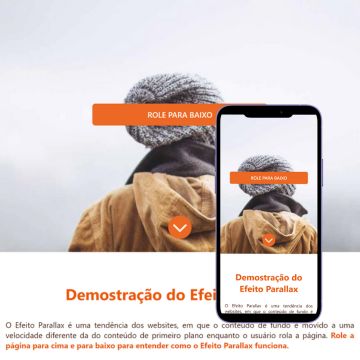 ROLE PARA BAIXO
Demostração do Efei
O Efeito Parallax é uma tendência dos websites, em que o conteúdo de fundo é movido a uma
velocidade diferente da do conteúdo de primeiro plano enquanto o usuário rola a página. Role a
página para cima e para baixo para entender como o Efeito Parallax funciona.
ROLE PARA BAIXO
Demostração do
Efeito Parallax
O Efeito Parallax é uma tendência dos
websites, em que o conteúdo de fundo é